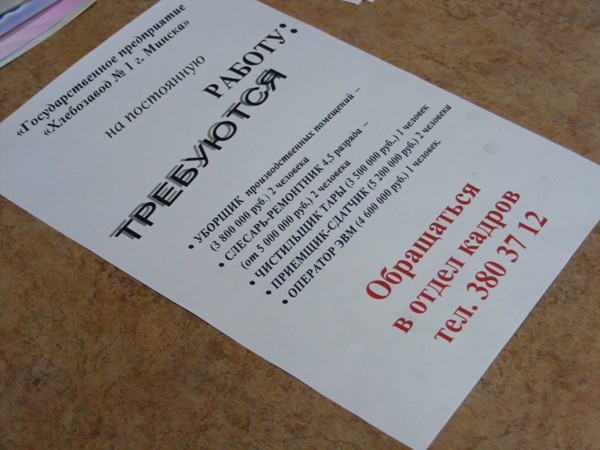 «Государственное предприятие
«Хлебозавод № 1 г. Минска»
на постоянную
РАБОТУ:
ТРЕБУЮТСЯ
• УБОРЩИК производственных помещений –
(3 800 000 руб.) 2 человека
• СЛЕСАРЬ-РЕМОНТНИК 4,5 разряда –
(от 5 000 000 руб.) 2 человека
• ЧИСТИЛЬЩИК ТАРЫ (3 500 000 руб.,) 1 человек
• ПРИЕМЩИК-СДАТЧИК (5 200 000 руб.) 2 человека
• ОПЕРАТОР ЭВМ (4 600 000 руб.) 1 человек.
Обращаться
в отдел кадров
тел. 380 37 12